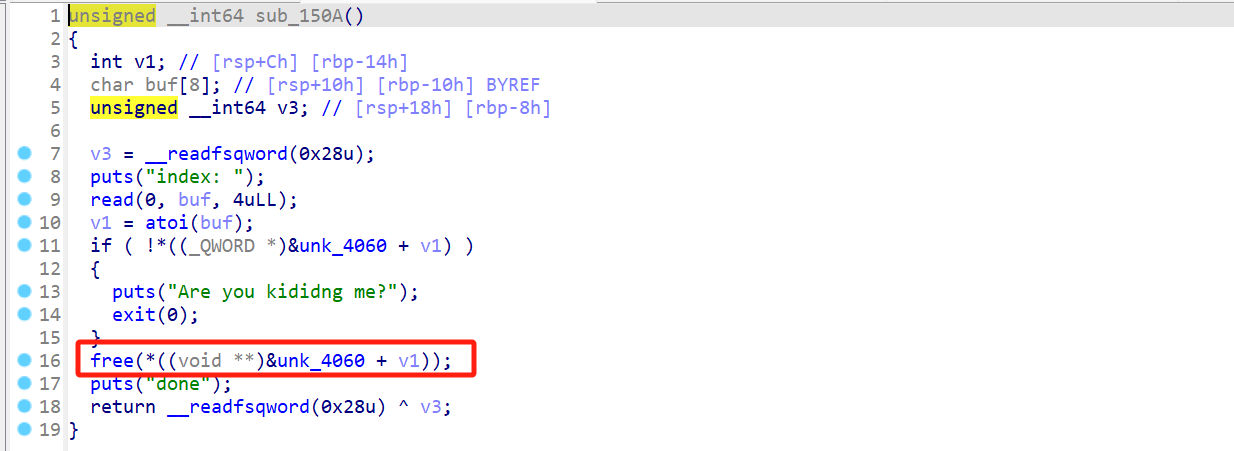 1 unsigned __int64 sub_150A()
2 {
3 int v1; // [rsp+Ch] [rbp-14h]
4 char buf[8]; // [rsp+10h] [rbp-10h] BYREF
5 unsigned __int64 v3; // [rsp+18h] [rbp-8h]
6
7 v3 = __readfsqword(0x28u);
8 puts("index: ");
9 read(0, buf, 4uLL);
10 v1 = atoi(buf);
11 if ( !*((_QWORD *)&unk_4060 + v1) )
12 {
13 puts("Are you kididng me?");
14 exit(0);
15 }
16 free(*((void **)&unk_4060 + v1));
17 puts("done");
18 return __readfsqword(0x28u) ^ v3;
19 }